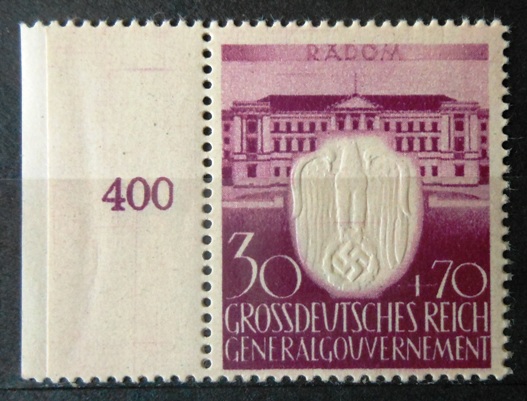 RADOM
400
30 +70
GROSSDEUTSCHES REICH
GENERALGOUVERNEMENT